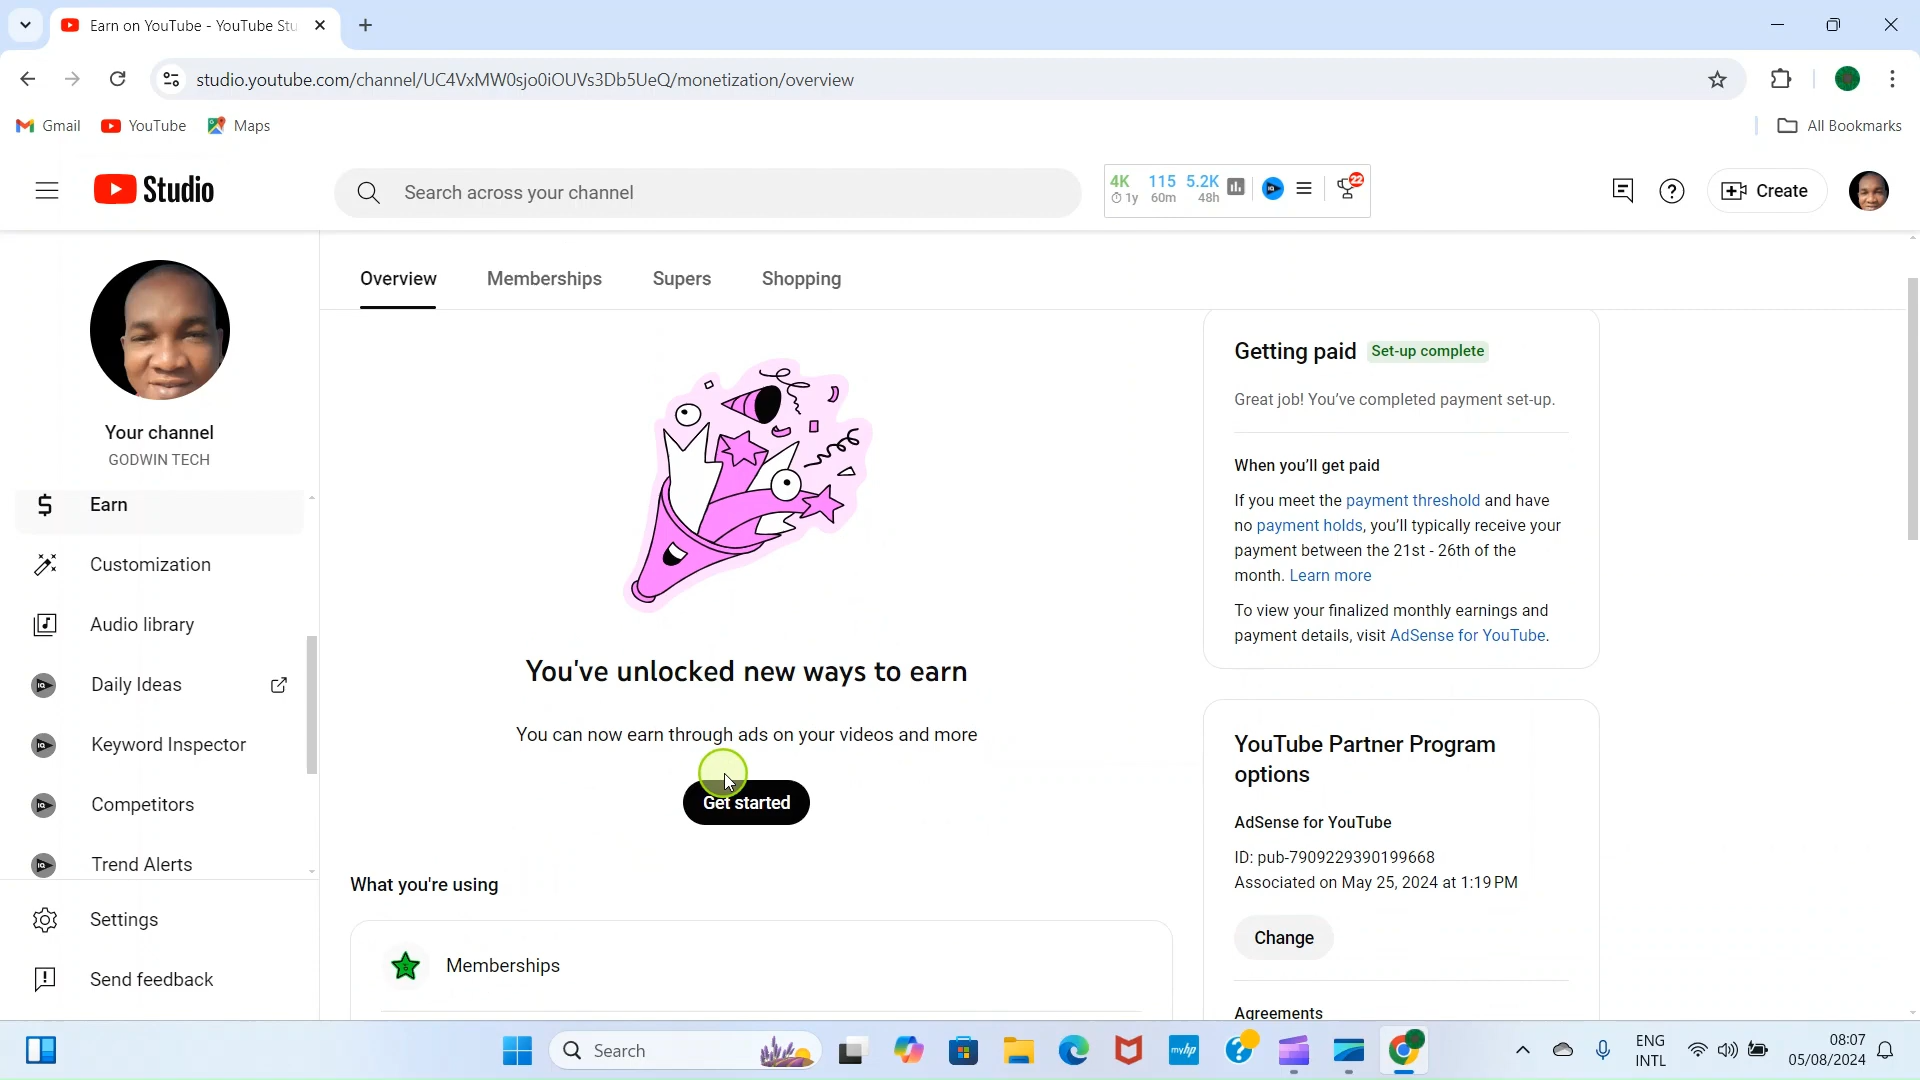 Earn on YouTube - YouTube Stu
studio.youtube.com/channel/UC4VxMW0sjo0iOUVs3Db5UeQ/monetization/overview
Gmail YouTube Maps All Bookmarks
Studio
Search across your channel
4K 115 5.2K
1y 60m 48h
22
Create
Your channel
GODWIN TECH
Earn
Customization
Audio library
Daily Ideas
Keyword Inspector
Competitors
Trend Alerts
Settings
Send feedback
Overview Memberships Supers Shopping
You've unlocked new ways to earn
You can now earn through ads on your videos and more
Get started
What you're using
Memberships
Getting paid Set-up complete
Great job! You've completed payment set-up.
When you'll get paid
If you meet the payment threshold and have
no payment holds, you'll typically receive your
payment between the 21st - 26th of the
month. Learn more
To view your finalized monthly earnings and
payment details, visit AdSense for YouTube.
YouTube Partner Program
options
AdSense for YouTube
ID: pub-7909229390199668
Associated on May 25, 2024 at 1:19 PM
Change
Agreements
Search
myhp
ENG
INTL
08:07
05/08/2024